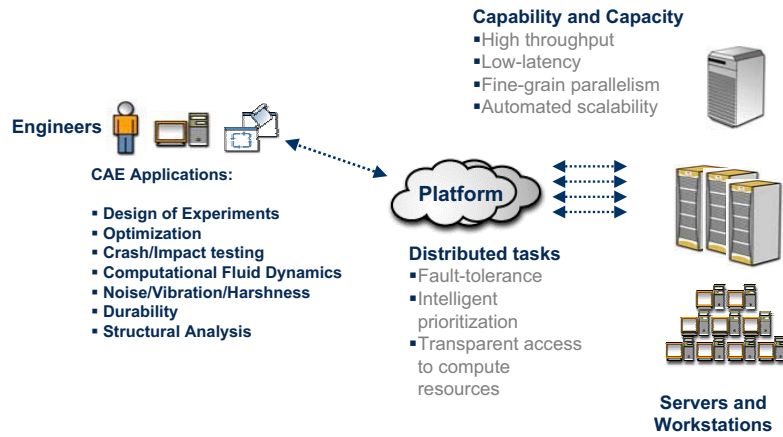 Capability and Capacity
▪High throughput
▪Low-latency
▪Fine-grain parallelism
▪Automated scalability
Engineers
CAE Applications:
▪ Design of Experiments
▪ Optimization
▪ Crash/Impact testing
▪ Computational Fluid Dynamics
▪ Noise/Vibration/Harshness
▪ Durability
▪ Structural Analysis
Platform
Distributed tasks
▪Fault-tolerance
▪Intelligent
prioritization
▪Transparent access
to compute
resources
Servers and
Workstations